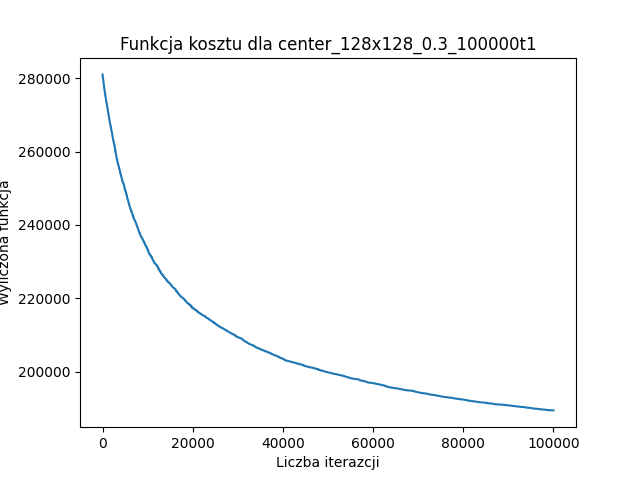 Funkcja kosztu dla center_128x128_0.3_100000t1
280000
260000
240000
220000
200000
Wyliczona funkcja
0 20000 40000 60000 80000 100000
Liczba iterazcji